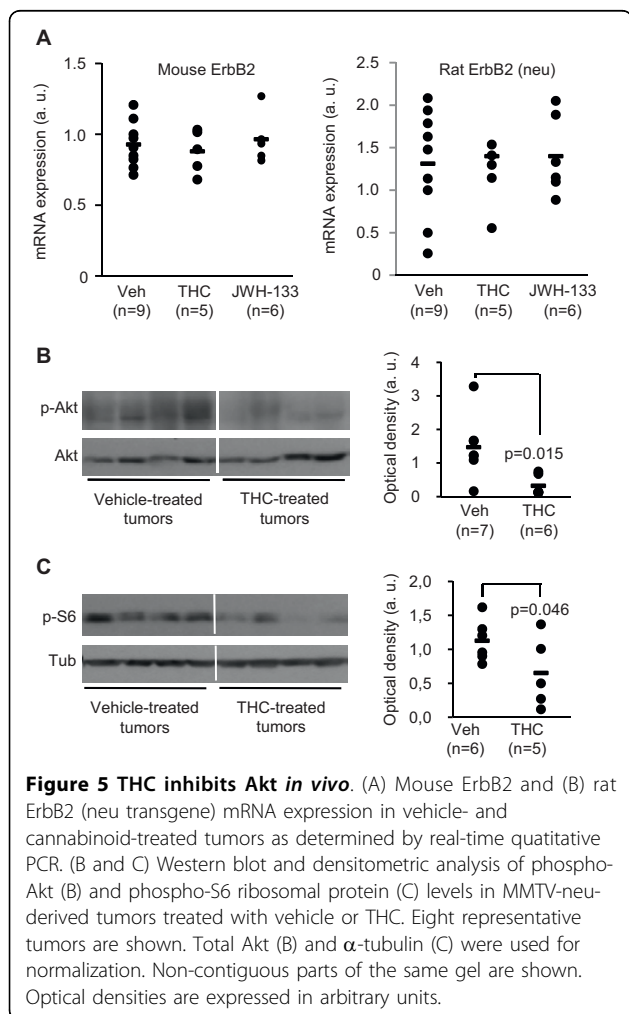 A
Mouse ErbB2
mRNA expression (a. u.)
1.5
1.0
0.5
0
Veh THC JWH-133
(n=9) (n=5) (n=6)
Rat ErbB2 (neu)
mRNA expression (a. u.)
2.5
2.0
1.5
1.0
0.5
0
Veh THC JWH-133
(n=9) (n=5) (n=6)
B
p-Akt
Akt
Vehicle-treated THC-treated
tumors tumors
Optical density (a. u.)
4
3
2
1
0
p=0.015
Veh THC
(n=7) (n=6)
C
p-S6
Tub
Vehicle-treated THC-treated
tumors tumors
Optical density (a. u.)
2,0
1,5
1,0
0,5
0,0
p=0.046
Veh THC
(n=6) (n=5)
Figure 5 THC inhibits Akt in vivo. (A) Mouse ErbB2 and (B) rat
ErbB2 (neu transgene) mRNA expression in vehicle- and
cannabinoid-treated tumors as determined by real-time quatitative
PCR. (B and C) Western blot and densitometric analysis of phospho-
Akt (B) and phospho-S6 ribosomal protein (C) levels in MMTV-neu-
derived tumors treated with vehicle or THC. Eight representative
tumors are shown. Total Akt (B) and α-tubulin (C) were used for
normalization. Non-contiguous parts of the same gel are shown.
Optical densities are expressed in arbitrary units.